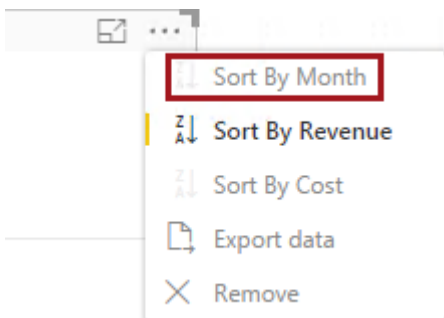 ...
Sort By Month
Sort By Revenue
Sort By Cost
Export data
Remove